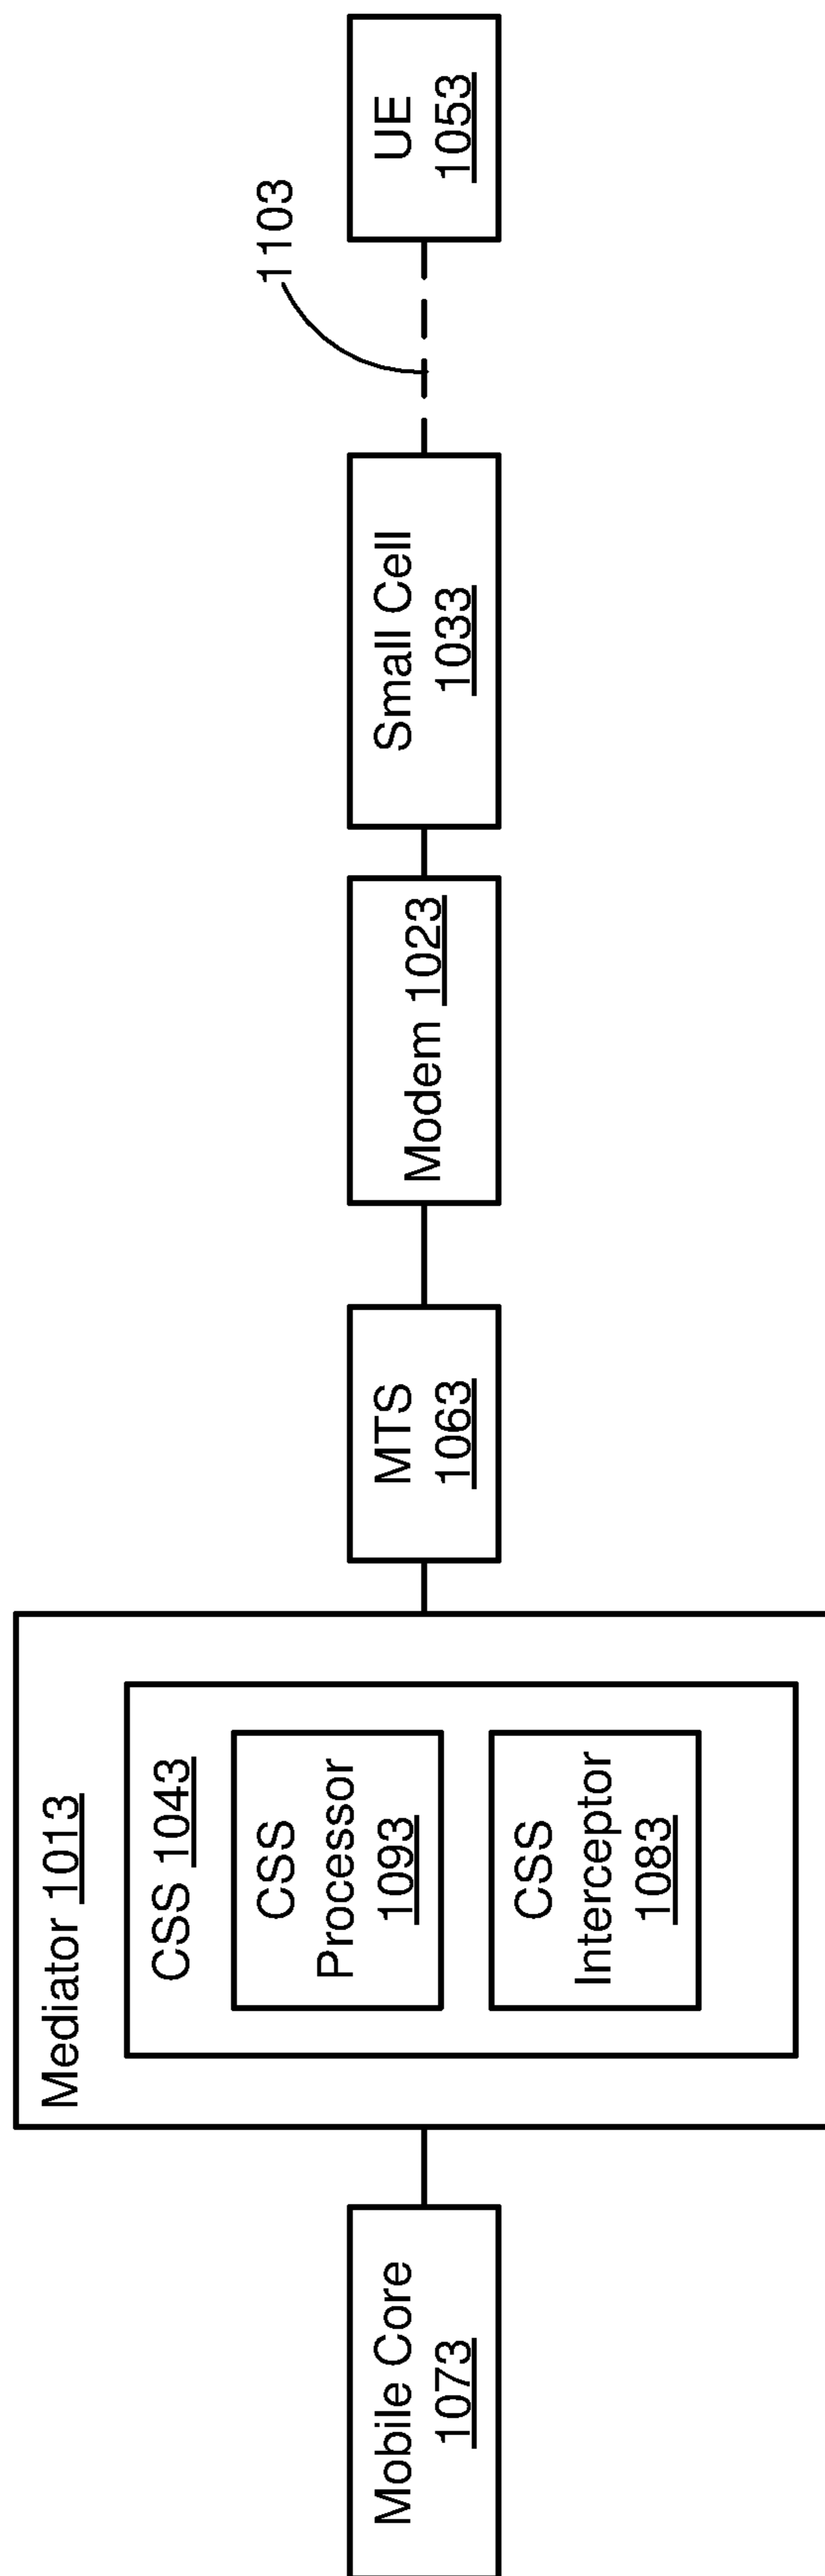 Mediator 1013
CSS 1043
CSS
Processor
1093
CSS
Interceptor
1083
Mobile Core
1073
MTS
1063
Modem 1023
Small Cell
1033
1103
UE
1053